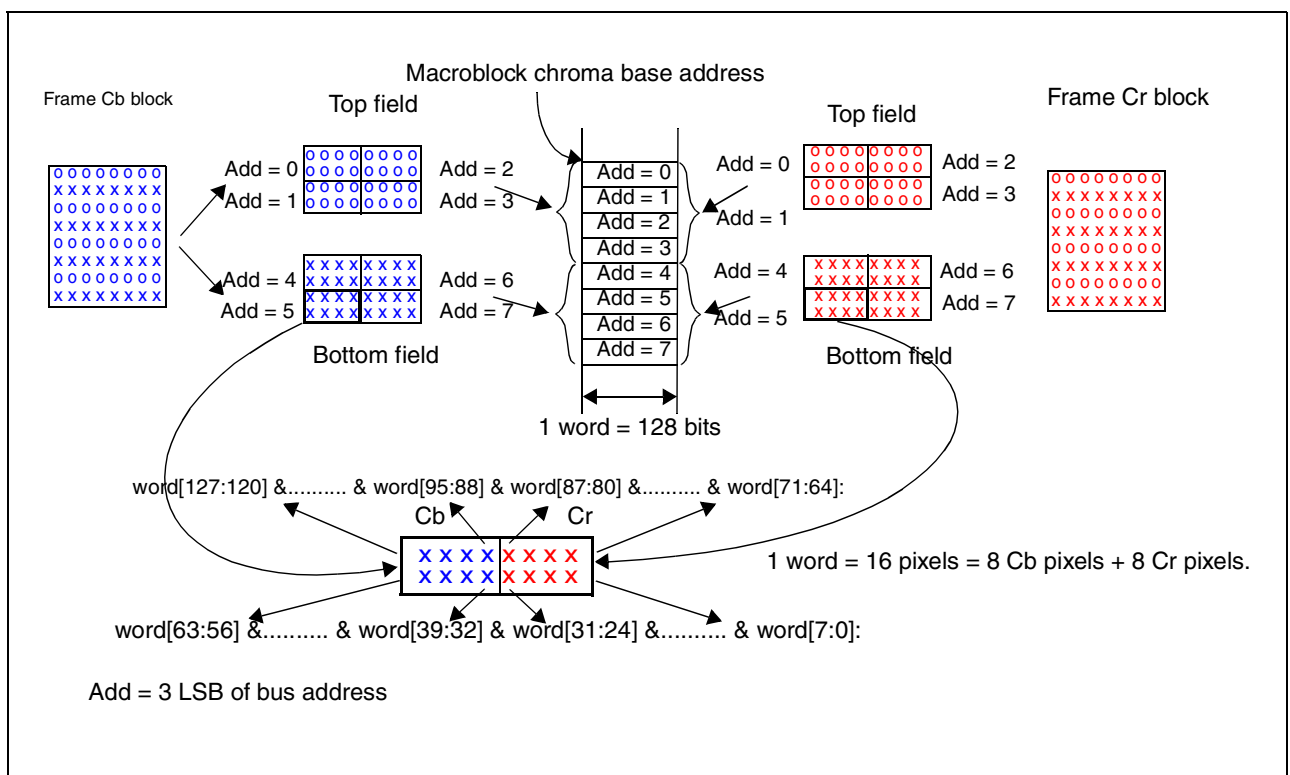 Macroblock chroma base address
Frame Cb block
Top field
Top field
Frame Cr block
o o o o o o o o
x x x x x x x x
o o o o o o o o
x x x x x x x x
o o o o o o o o
x x x x x x x x
o o o o o o o o
x x x x x x x x
Add = 0
Add = 1
o o o o o o o o
o o o o o o o o
o o o o o o o o
o o o o o o o o
Add = 2
Add = 3
Add = 4
Add = 5
x x x x x x x x
x x x x x x x x
x x x x x x x x
x x x x x x x x
Add = 6
Add = 7
Bottom field
Add = 0
Add = 1
Add = 2
Add = 3
Add = 4
Add = 5
Add = 6
Add = 7
1 word = 128 bits
Add = 0
Add = 1
o o o o o o o o
o o o o o o o o
o o o o o o o o
o o o o o o o o
Add = 2
Add = 3
Add = 4
Add = 5
x x x x x x x x
x x x x x x x x
x x x x x x x x
x x x x x x x x
Add = 6
Add = 7
Bottom field
o o o o o o o o
x x x x x x x x
o o o o o o o o
x x x x x x x x
o o o o o o o o
x x x x x x x x
o o o o o o o o
x x x x x x x x
word[127:120] &.......... & word[95:88] & word[87:80] &.......... & word[71:64]:
Cb Cr
x x x x x x x x
x x x x x x x x
1 word = 16 pixels = 8 Cb pixels + 8 Cr pixels.
word[63:56] &.......... & word[39:32] & word[31:24] &.......... & word[7:0]:
Add = 3 LSB of bus address